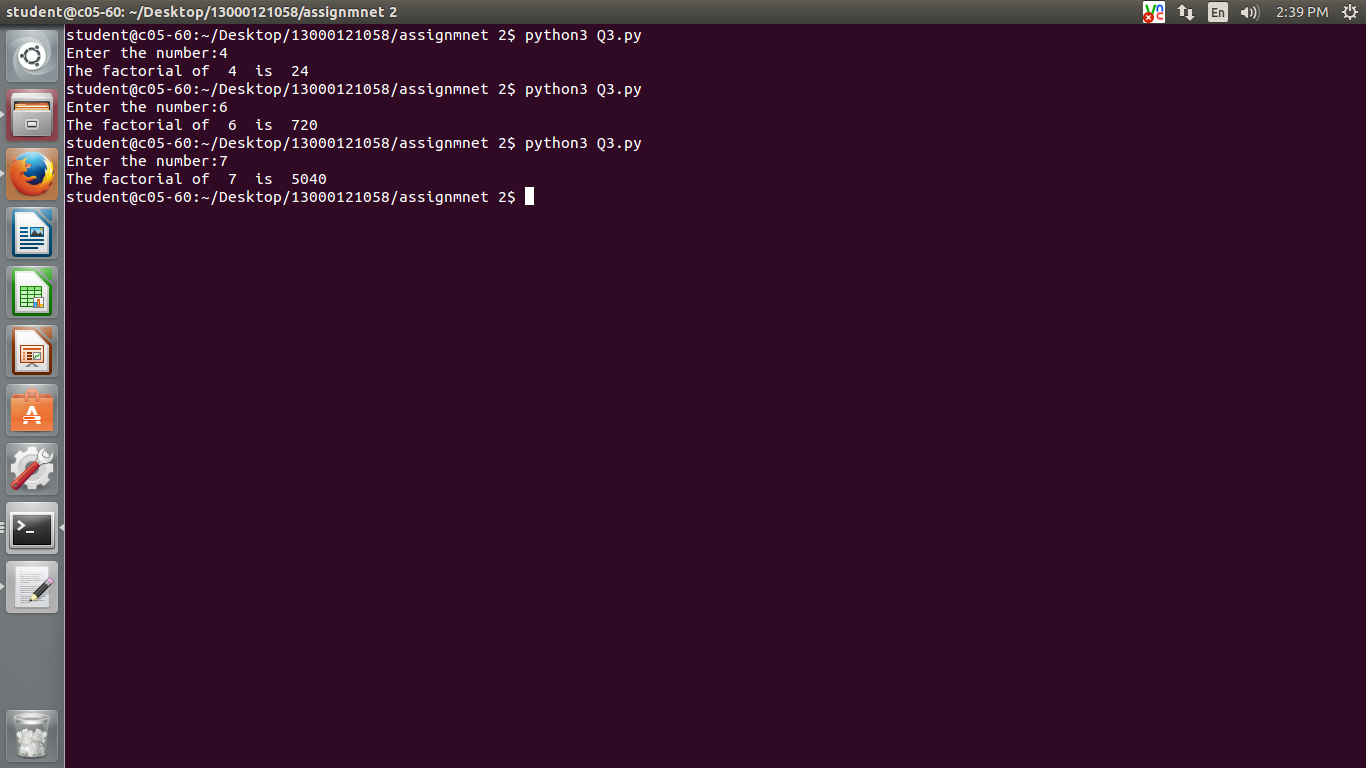 student@c05-60: ~/Desktop/13000121058/assignmnet 2
En
2:39 PM
student@c05-60:~/Desktop/13000121058/assignmnet 2$ python3 Q3.py
Enter the number:4
The factorial of  4  is  24
student@c05-60:~/Desktop/13000121058/assignmnet 2$ python3 Q3.py
Enter the number:6
The factorial of  6  is  720
student@c05-60:~/Desktop/13000121058/assignmnet 2$ python3 Q3.py
Enter the number:7
The factorial of  7  is  5040
student@c05-60:~/Desktop/13000121058/assignmnet 2$